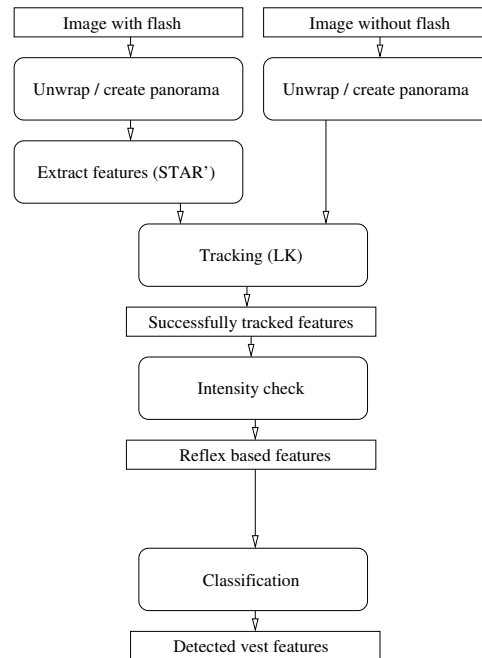 Image with flash
Image without flash
Unwrap / create panorama
Unwrap / create panorama
Extract features (STAR')
Tracking (LK)
Successfully tracked features
Intensity check
Reflex based features
Classification
Detected vest features